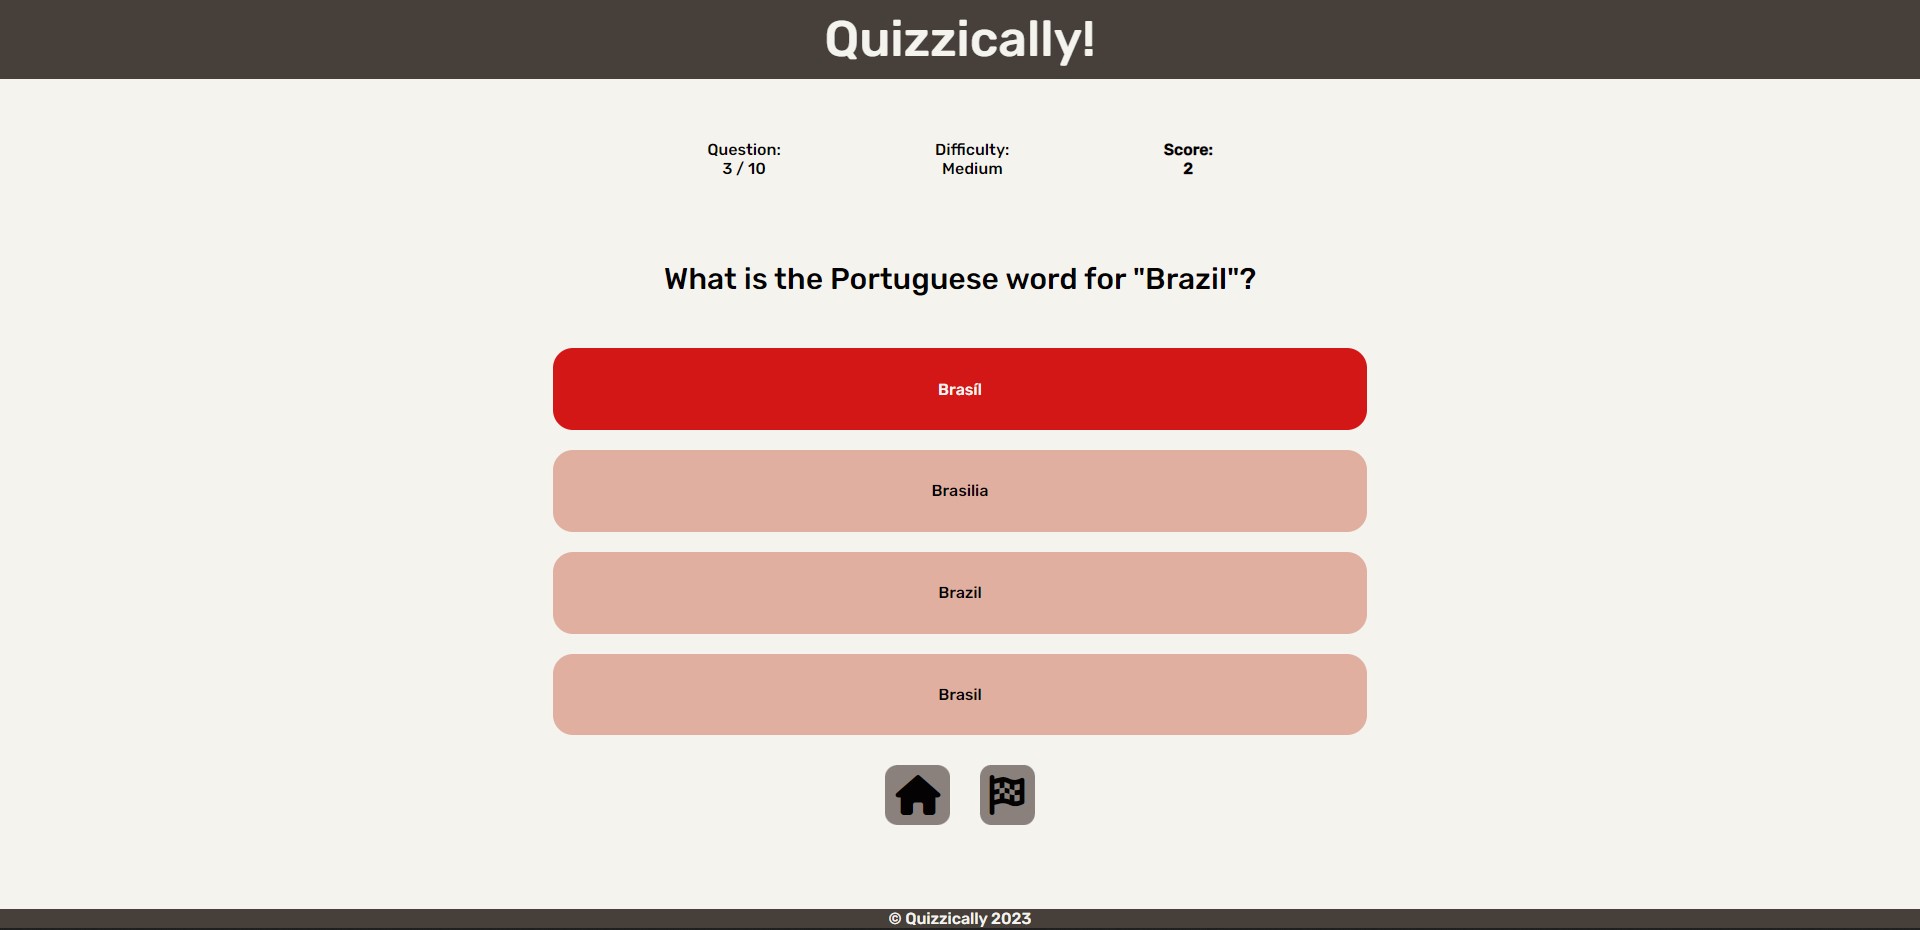 Quizzically!
Question:
3 / 10
Difficulty:
Medium
Score:
2
What is the Portuguese word for "Brazil"?
Brasíl
Brasilia
Brazil
Brasil
© Quizzically 2023